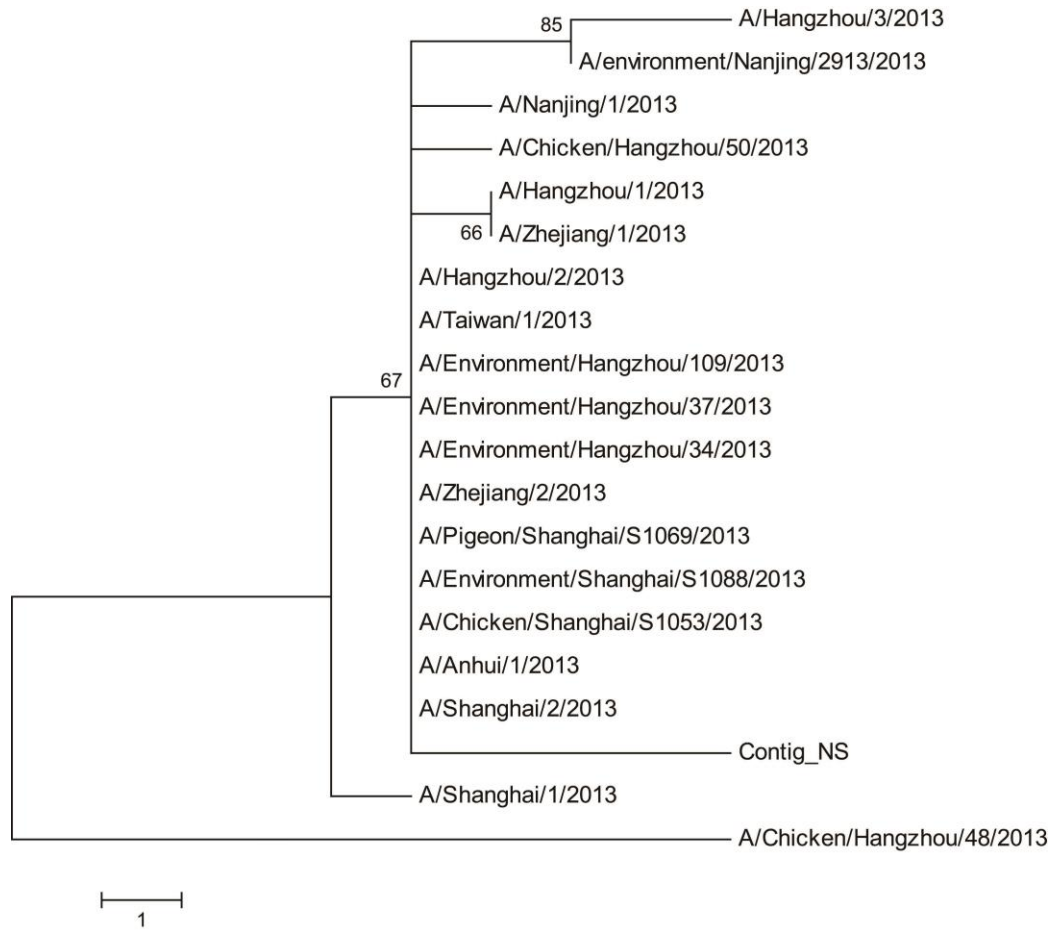 A/Hangzhou/3/2013
85
A/environment/Nanjing/2913/2013
A/Nanjing/1/2013
A/Chicken/Hangzhou/50/2013
A/Hangzhou/1/2013
66
A/Zhejiang/1/2013
A/Hangzhou/2/2013
A/Taiwan/1/2013
A/Environment/Hangzhou/109/2013
67
A/Environment/Hangzhou/37/2013
A/Environment/Hangzhou/34/2013
A/Zhejiang/2/2013
A/Pigeon/Shanghai/S1069/2013
A/Environment/Shanghai/S1088/2013
A/Chicken/Shanghai/S1053/2013
A/Anhui/1/2013
A/Shanghai/2/2013
Contig_NS
A/Shanghai/1/2013
A/Chicken/Hangzhou/48/2013
1